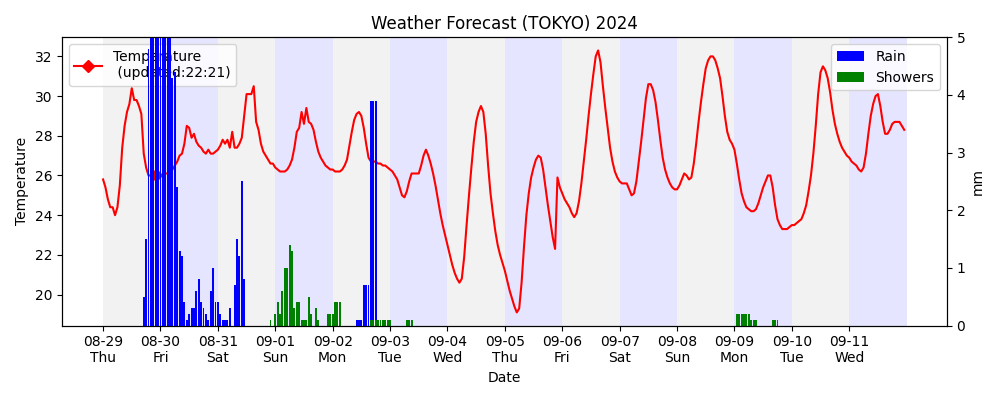 Weather Forecast (TOKYO) 2024
Temperature
(updated:22:21)
Rain
Showers
Temperature
32
30
28
26
24
22
20
5
4
3
2
1
0
mm
08-29 08-30 08-31 09-01 09-02 09-03 09-04 09-05 09-06 09-07 09-08 09-09 09-10 09-11
Thu Fri Sat Sun Mon Tue Wed Thu Fri Sat Sun Mon Tue Wed
Date